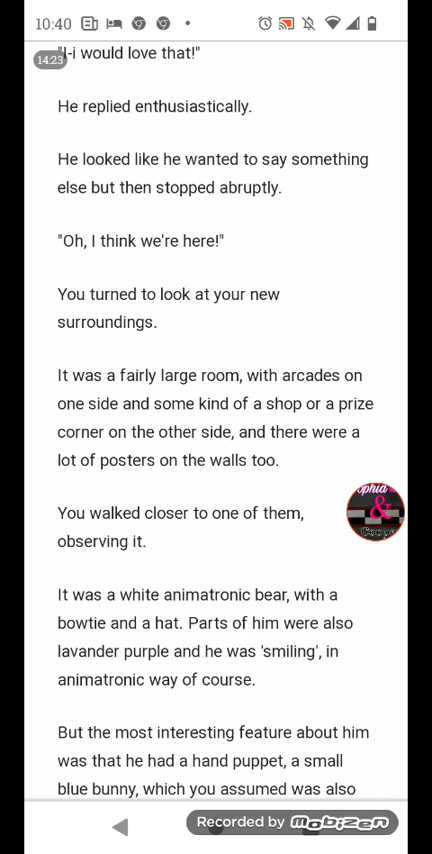 10:40
14:23
"I-i would love that!"
He replied enthusiastically.
He looked like he wanted to say something
else but then stopped abruptly.
"Oh, I think we're here!"
You turned to look at your new
surroundings.
It was a fairly large room, with arcades on
one side and some kind of a shop or a prize
corner on the other side, and there were a
lot of posters on the walls too.
You walked closer to one of them,
observing it.
It was a white animatronic bear, with a
bowtie and a hat. Parts of him were also
lavander purple and he was 'smiling', in
animatronic way of course.
But the most interesting feature about him
was that he had a hand puppet, a small
blue bunny, which you assumed was also
&
Recorded by Mobizen